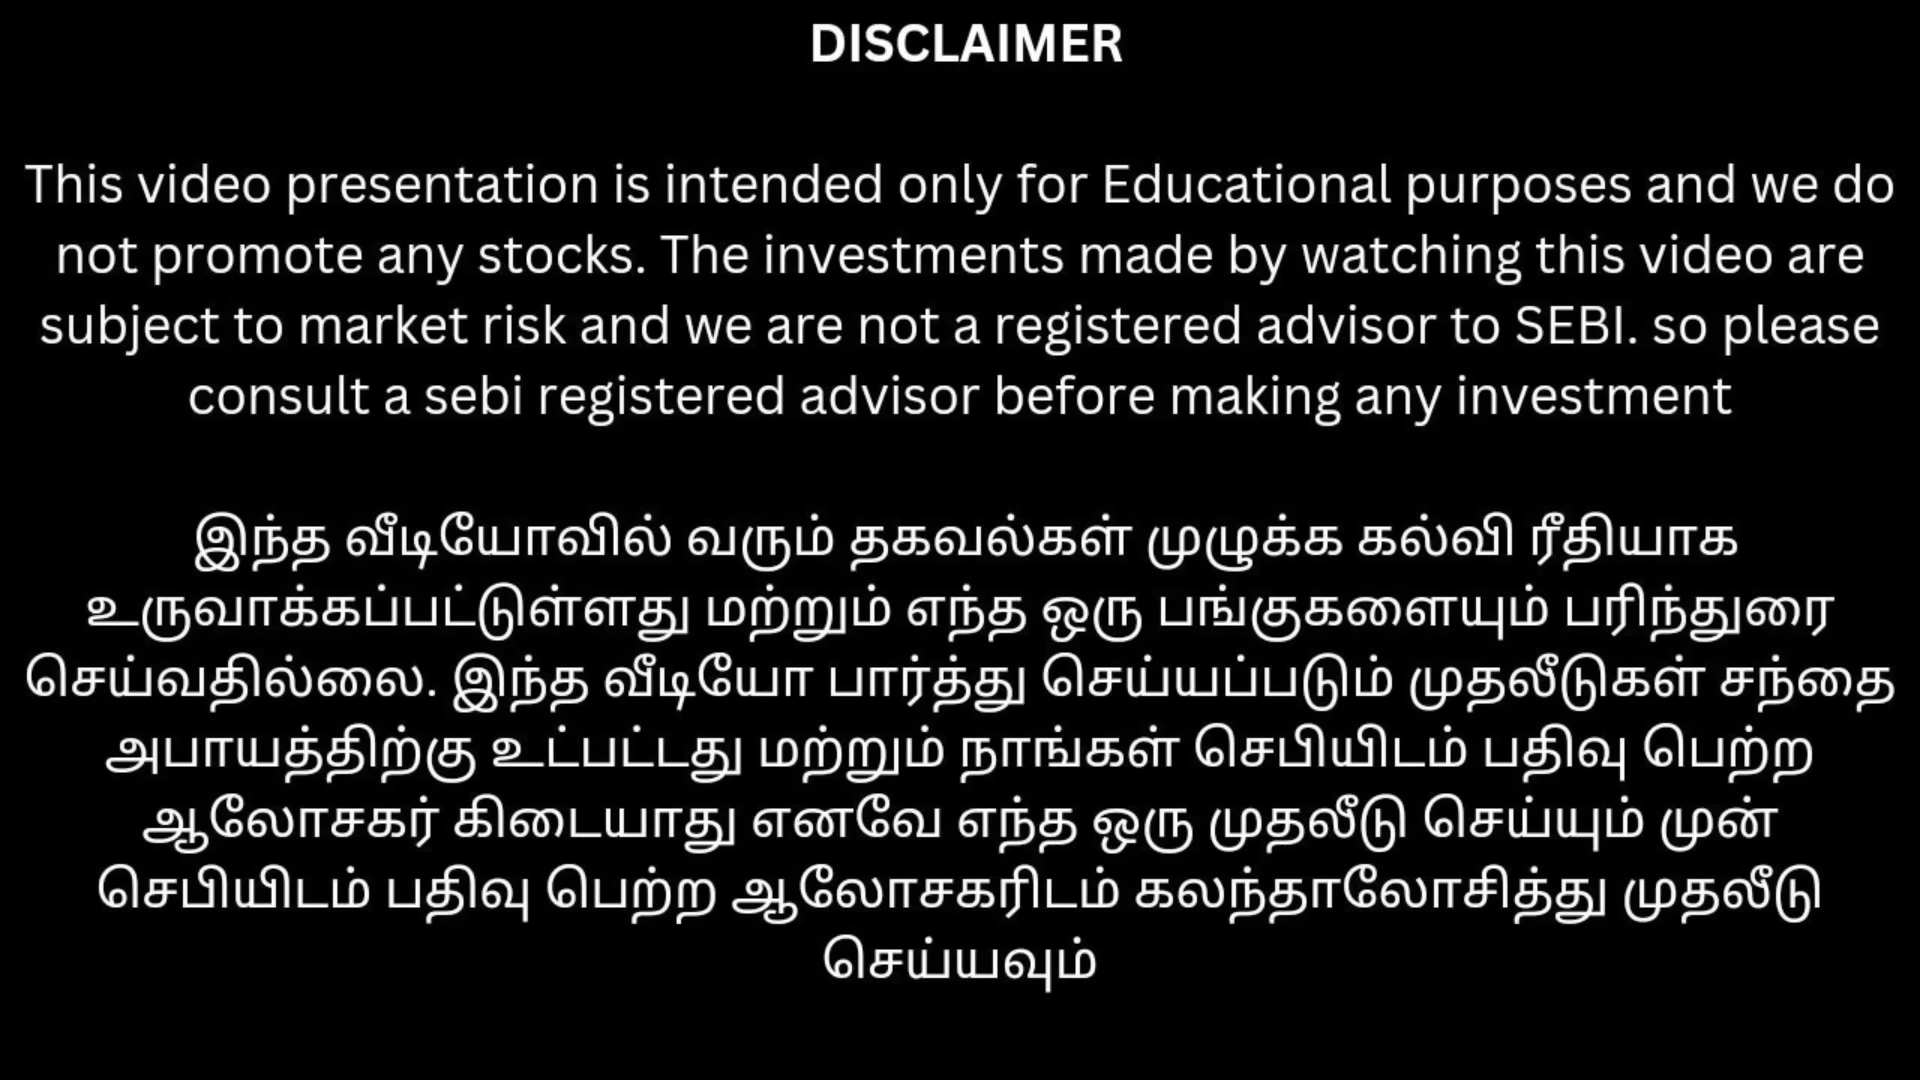 DISCLAIMER
This video presentation is intended only for Educational purposes and we do
not promote any stocks. The investments made by watching this video are
subject to market risk and we are not a registered advisor to SEBI. so please
consult a sebi registered advisor before making any investment
இந்த வீடியோவில் வரும் தகவல்கள் முழுக்க கல்வி ரீதியாக
உருவாக்கப்பட்டுள்ளது மற்றும் எந்த ஒரு பங்குகளையும் பரிந்துரை
செய்வதில்லை. இந்த வீடியோ பார்த்து செய்யப்படும் முதலீடுகள் சந்தை
அபாயத்திற்கு உட்பட்டது மற்றும் நாங்கள் செபியிடம் பதிவு பெற்ற
ஆலோசகர் கிடையாது எனவே எந்த ஒரு முதலீடு செய்யும் முன்
செபியிடம் பதிவு பெற்ற ஆலோசகரிடம் கலந்தாலோசித்து முதலீடு
செய்யவும்